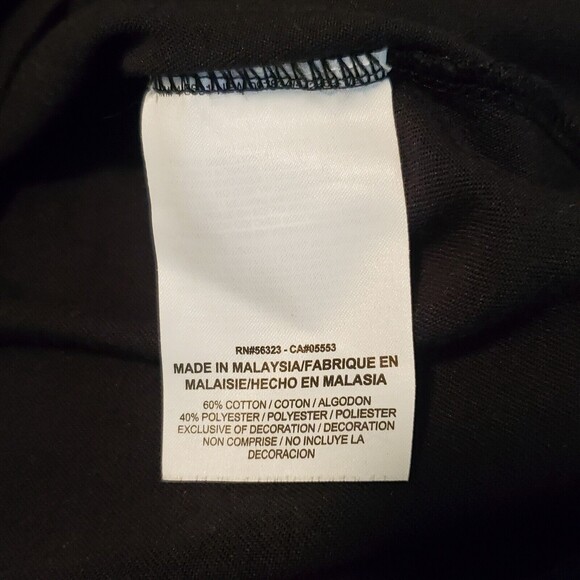 RN#56323 - CA#05553
MADE IN MALAYSIA/FABRIQUE EN
MALAISIE/HECHO EN MALASIA
60% COTTON / COTON / ALGODON
40% POLYESTER / POLYESTER / POLIESTER
EXCLUSIVE OF DECORATION / DECORATION
NON COMPRISE / NO INCLUYE LA
DECORACION